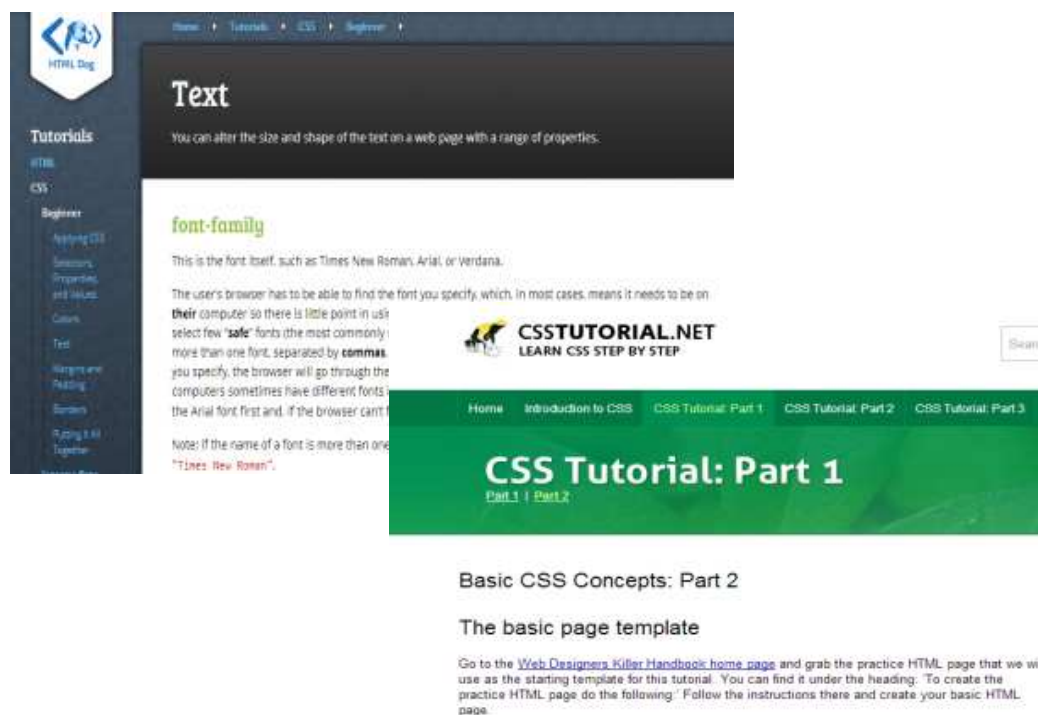 HTML Dog
Home Tutorials CSS Beginner
Text
You can alter the size and shape of the text on a web page with a range of properties.
Tutorials
HTML
CSS
Beginner
Applying CSS
Selectors,
Properties,
and Values
Colors
Text
Margins and
Padding
Borders
Putting It All
Together
font-family
This is the font itself, such as Times New Roman, Arial, or Verdana.
The user's browser has to be able to find the font you specify, which, in most cases, means it needs to be on
their computer so there is little point in
select few "safe" fonts (the most commonly
more than one font, separated by commas.
you specify, the browser will go through the
computers sometimes have different fonts
the Arial font first and, if the browser can't
Note: if the name of a font is more than one
"Times New Roman".
CSSTUTORIAL.NET
LEARN CSS STEP BY STEP
Home Introduction to CSS CSS Tutorial: Part 1 CSS Tutorial: Part 2 CSS Tutorial: Part 3
CSS Tutorial: Part 1
Part 1 | Part 2
Basic CSS Concepts: Part 2
The basic page template
Go to the Web Designers Killer Handbook home page and grab the practice HTML page that we
use as the starting template for this tutorial. You can find it under the heading: 'To create the
practice HTML page do the following:' Follow the instructions there and create your basic HTML
page.